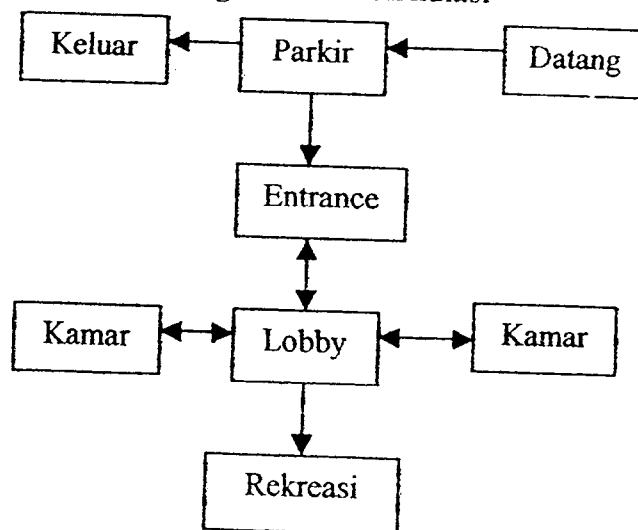 Keluar
Parkir
Datang
Entrance
Kamar
Lobby
Kamar
Rekreasi